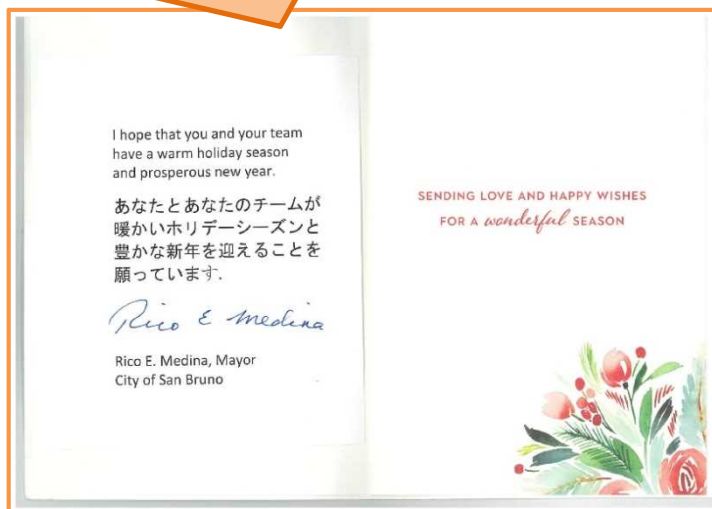 I hope that you and your team
have a warm holiday season
and prosperous new year.
あなたとあなたのチームが
暖かいホリデーシーズンと
豊かな新年を迎えることを
願っています.
Rico E Medina
Rico E. Medina, Mayor
City of San Bruno
SENDING LOVE AND HAPPY WISHES
FOR A wonderful SEASON